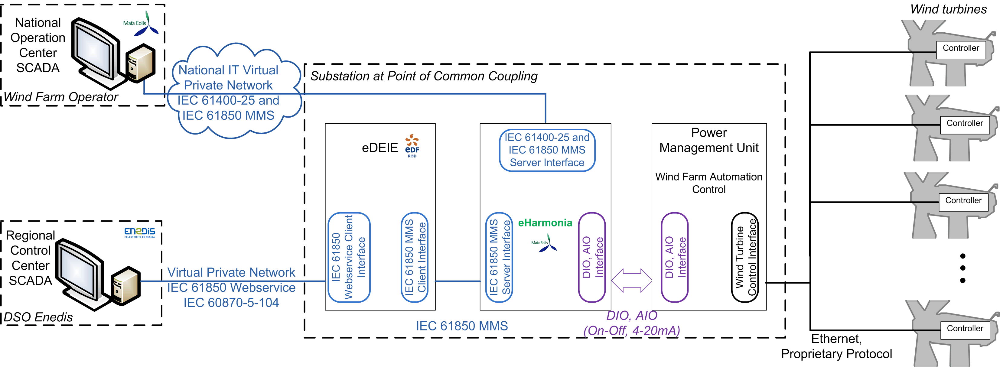 National
Operation
Center
SCADA
Maïa Eolis
Wind Farm Operator
National IT Virtual
Private Network
IEC 61400-25 and
IEC 61850 MMS
Substation at Point of Common Coupling
Wind turbines
Controller
Controller
Controller
Controller
eDEIE
eDF
R&D
IEC 61850
Webservice Client
Interface
IEC 61850 MMS
Client Interface
IEC 61400-25 and
IEC 61850 MMS
Server Interface
IEC 61850 MMS
Server Interface
eHarmonia
Maïa Eolis
DIO, AIO
Interface
Power
Management Unit
Wind Farm Automation
Control
DIO, AIO
Interface
Wind Turbine
Control Interface
Regional
Control
Center
SCADA
ENEDIS
L'ELECTRICITE EN RESEAU
DSO Enedis
Virtual Private Network
IEC 61850 Webservice
IEC 60870-5-104
IEC 61850 MMS
DIO, AIO
(On-Off, 4-20mA)
Ethernet,
Proprietary Protocol